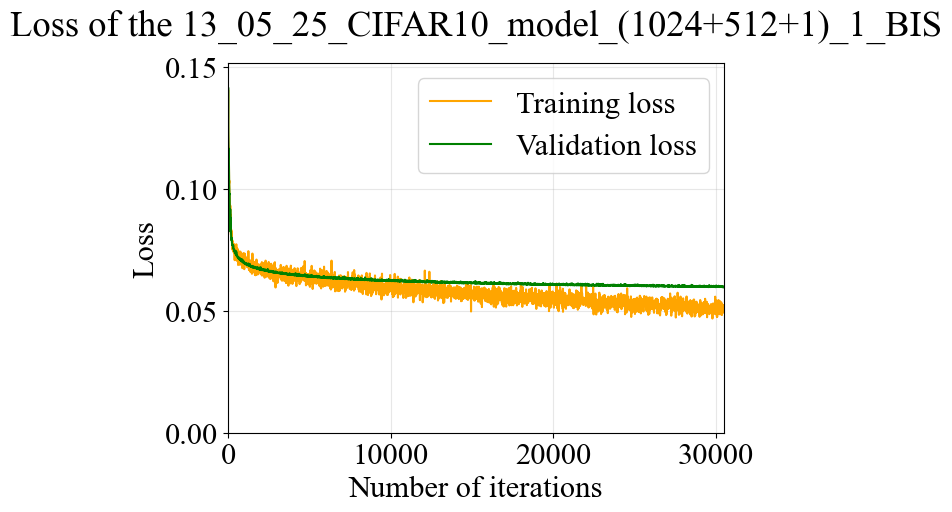 Loss of the 13_05_25_CIFAR10_model_(1024+512+1)_1_BIS
0.15
Training loss
Validation loss
0.10
Loss
0.05
0.00
0 10000 20000 30000
Number of iterations